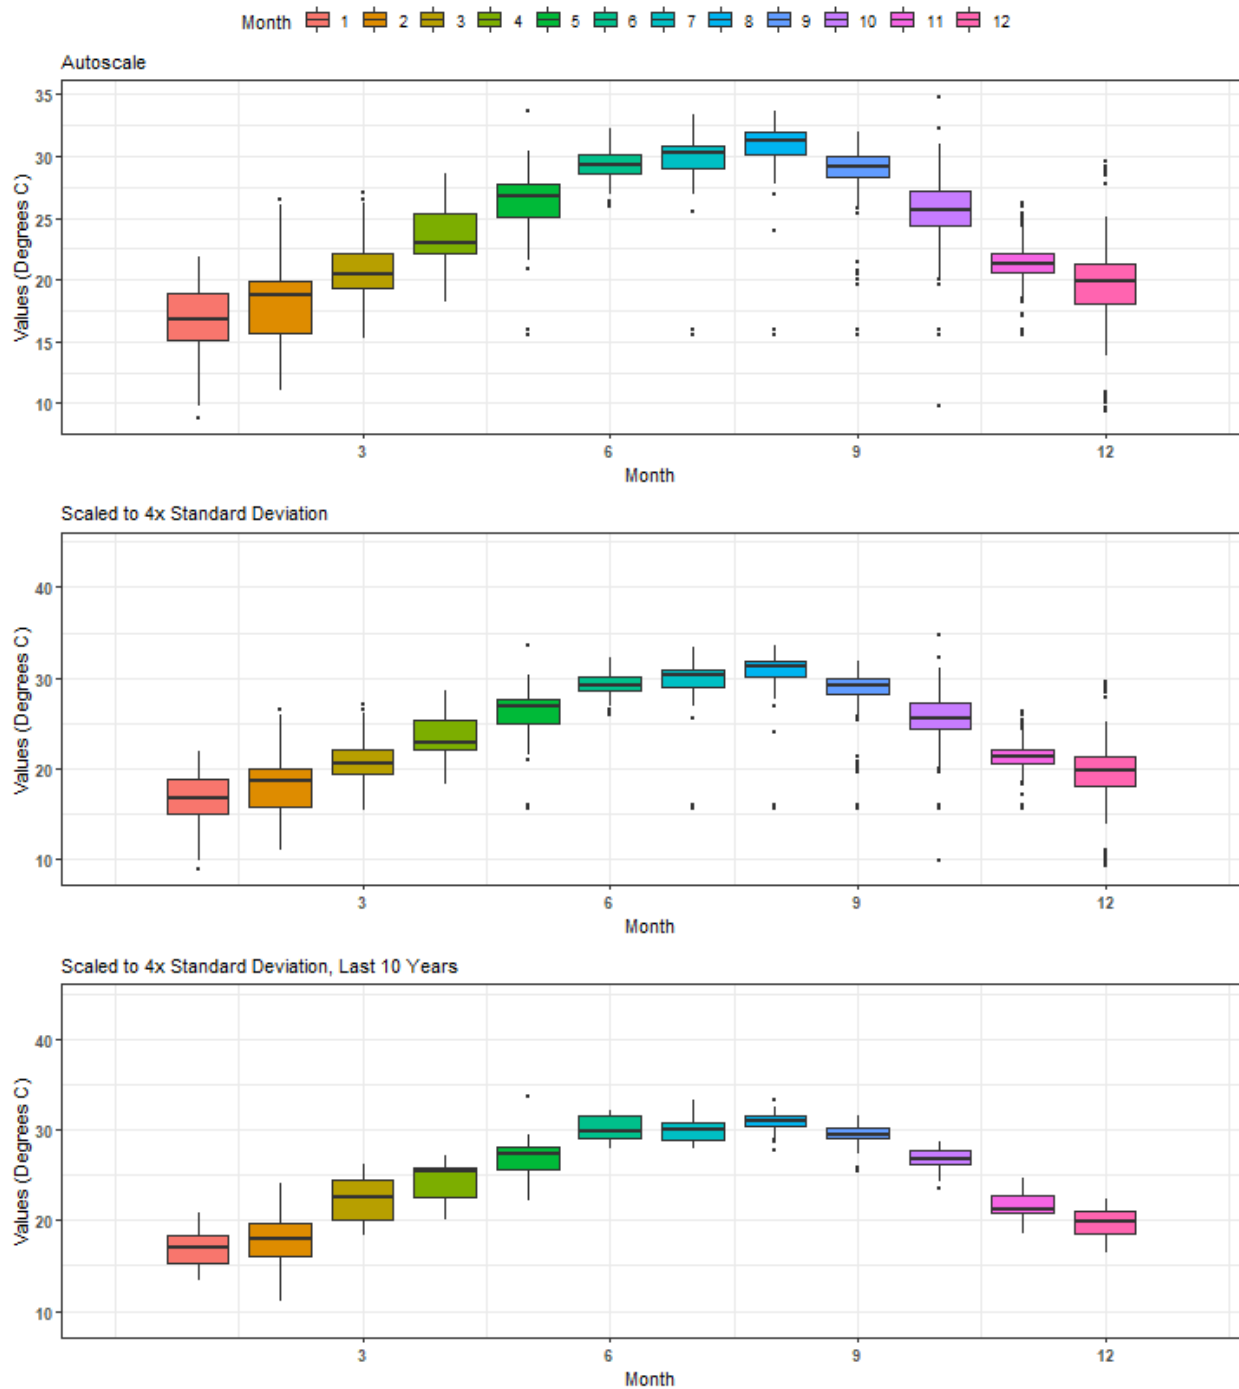 Month 1 2 3 4 5 6 7 8 9 10 11 12
Autoscale
Values (Degrees C)
35
30
25
20
15
10
3 6 9 12
Month
Scaled to 4x Standard Deviation
Values (Degrees C)
40
30
20
10
3 6 9 12
Month
Scaled to 4x Standard Deviation, Last 10 Years
Values (Degrees C)
40
30
20
10
3 6 9 12
Month